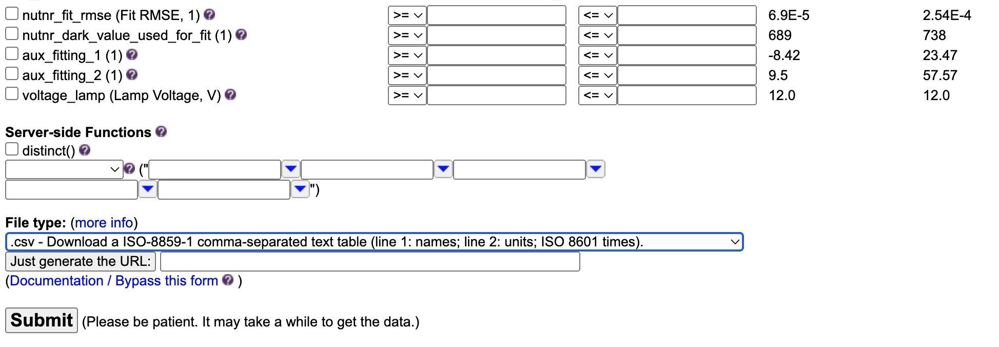 nutnr_fit_rmse (Fit RMSE, 1) ? >= <= 6.9E-5 2.54E-4
nutnr_dark_value_used_for_fit (1) ? >= <= 689 738
aux_fitting_1 (1) ? >= <= -8.42 23.47
aux_fitting_2 (1) ? >= <= 9.5 57.57
voltage_lamp (Lamp Voltage, V) ? >= <= 12.0 12.0
Server-side Functions ?
distinct() ?
? ("
")
File type: (more info)
.csv - Download a ISO-8859-1 comma-separated text table (line 1: names; line 2: units; ISO 8601 times).
Just generate the URL:
(Documentation / Bypass this form ? )
Submit (Please be patient. It may take a while to get the data.)